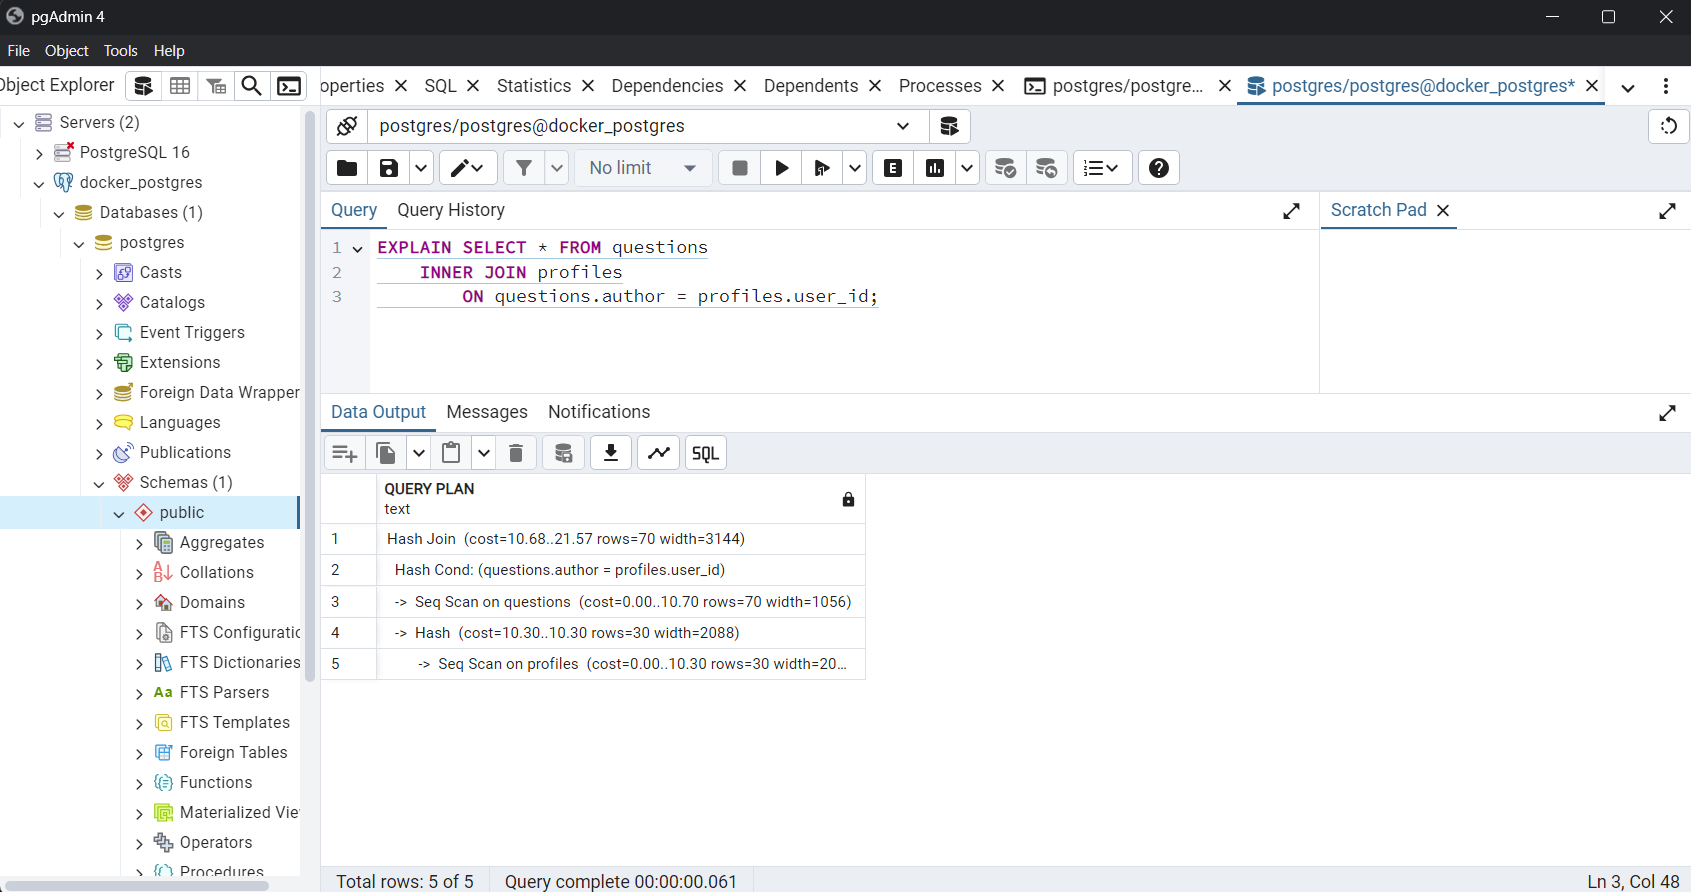 pgAdmin 4
File Object Tools Help
Object Explorer
operties SQL Statistics Dependencies Dependents Processes postgres/postgre... postgres/postgres@docker_postgres*
Servers (2)
PostgreSQL 16
docker_postgres
Databases (1)
postgres
Casts
Catalogs
Event Triggers
Extensions
Foreign Data Wrapper
Languages
Publications
Schemas (1)
public
Aggregates
Collations
Domains
FTS Configuratio
FTS Dictionaries
Aa FTS Parsers
FTS Templates
Foreign Tables
Functions
Materialized Vie
Operators
Procedures
postgres/postgres@docker_postgres
No limit E
Query Query History
Scratch Pad
1 EXPLAIN SELECT * FROM questions
2 INNER JOIN profiles
3 ON questions.author = profiles.user_id;
Data Output Messages Notifications
SQL
QUERY PLAN
text
1 Hash Join (cost=10.68..21.57 rows=70 width=3144)
2 Hash Cond: (questions.author = profiles.user_id)
3 -> Seq Scan on questions (cost=0.00..10.70 rows=70 width=1056)
4 -> Hash (cost=10.30..10.30 rows=30 width=2088)
5 -> Seq Scan on profiles (cost=0.00..10.30 rows=30 width=20...
Total rows: 5 of 5 Query complete 00:00:00.061 Ln 3, Col 48